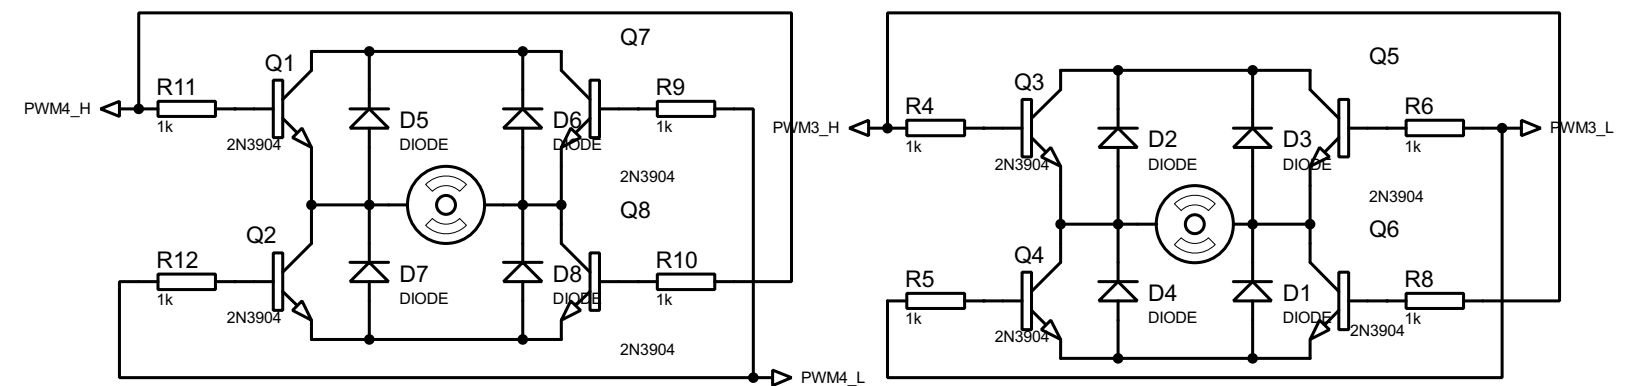 Q7
Q1
R11
1k
PWM4_H
2N3904
D5
DIODE
D6
DIODE
R9
1k
2N3904
Q8
Q2
R12
1k
2N3904
D7
DIODE
D8
DIODE
R10
1k
2N3904
PWM4_L
Q5
Q3
R4
1k
PWM3_H
2N3904
D2
DIODE
D3
DIODE
R6
1k
PWM3_L
2N3904
Q6
Q4
R5
1k
2N3904
D4
DIODE
D1
DIODE
R8
1k
2N3904